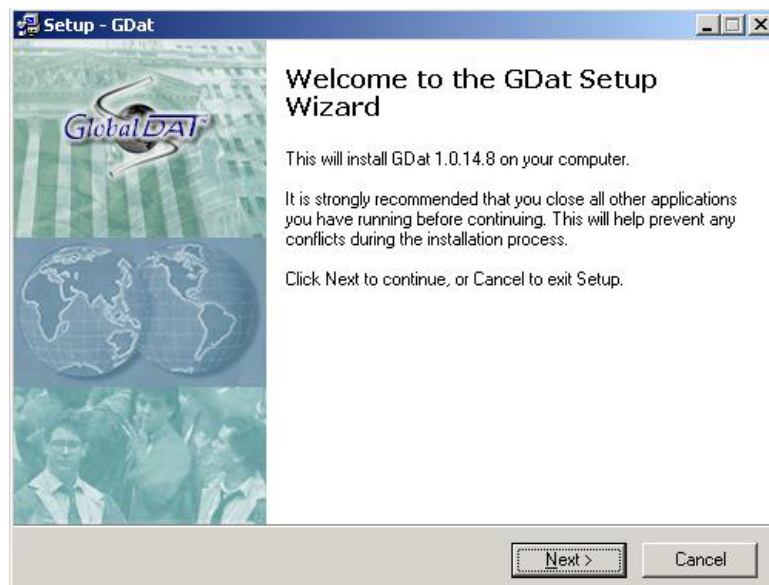 Setup - GDat
GlobalDAT
Welcome to the GDat Setup
Wizard
This will install GDat 1.0.14.8 on your computer.
It is strongly recommended that you close all other applications
you have running before continuing. This will help prevent any
conflicts during the installation process.
Click Next to continue, or Cancel to exit Setup.
Next >
Cancel